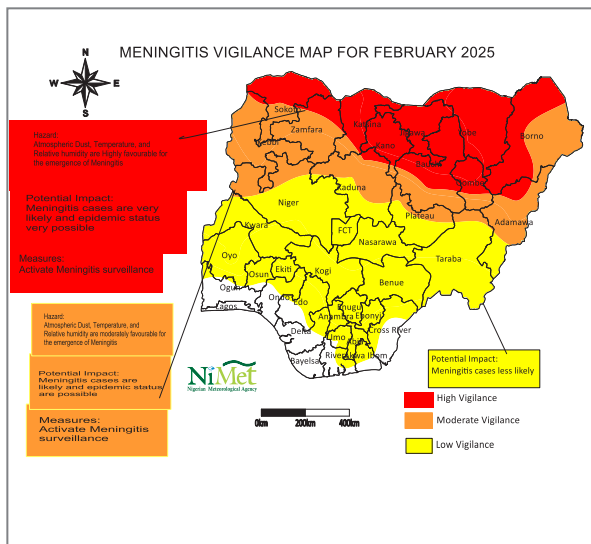 MENINGITIS VIGILANCE MAP FOR FEBRUARY 2025
N
W E
S
Hazard:
Atmospheric Dust, Temperature, and
Relative humidity are Highly favourable for
the emergence of Meningitis
Potential Impact:
Meningitis cases are very
likely and epidemic status
very possible
Measures:
Activate Meningitis surveillance
Hazard:
Atmospheric Dust, Temperature, and
Relative humidity are moderately favourable for
the emergence of Meningitis
Potential Impact:
Meningitis cases are
likely and epidemic status
are possible
Measures:
Activate Meningitis
surveillance
Sokoto
Zamfara
Kebbi
Katsina
Kano
Jigawa
Yobe
Borno
Bauchi
Gombe
Kaduna
Adamawa
Plateau
Niger
Kwara
FCT
Nasarawa
Taraba
Oyo
Osun
Ekiti
Kogi
Benue
Ogun
Ondo
Edo
Lagos
Enugu
Anambra
Ebonyi
Cross River
Delta
Imo
Abia
Bayelsa
Rivers
Akwa Ibom
NiMet
Nigerian Meteorological Agency
0km 200km 400km
Potential Impact:
Meningitis cases less likely
High Vigilance
Moderate Vigilance
Low Vigilance